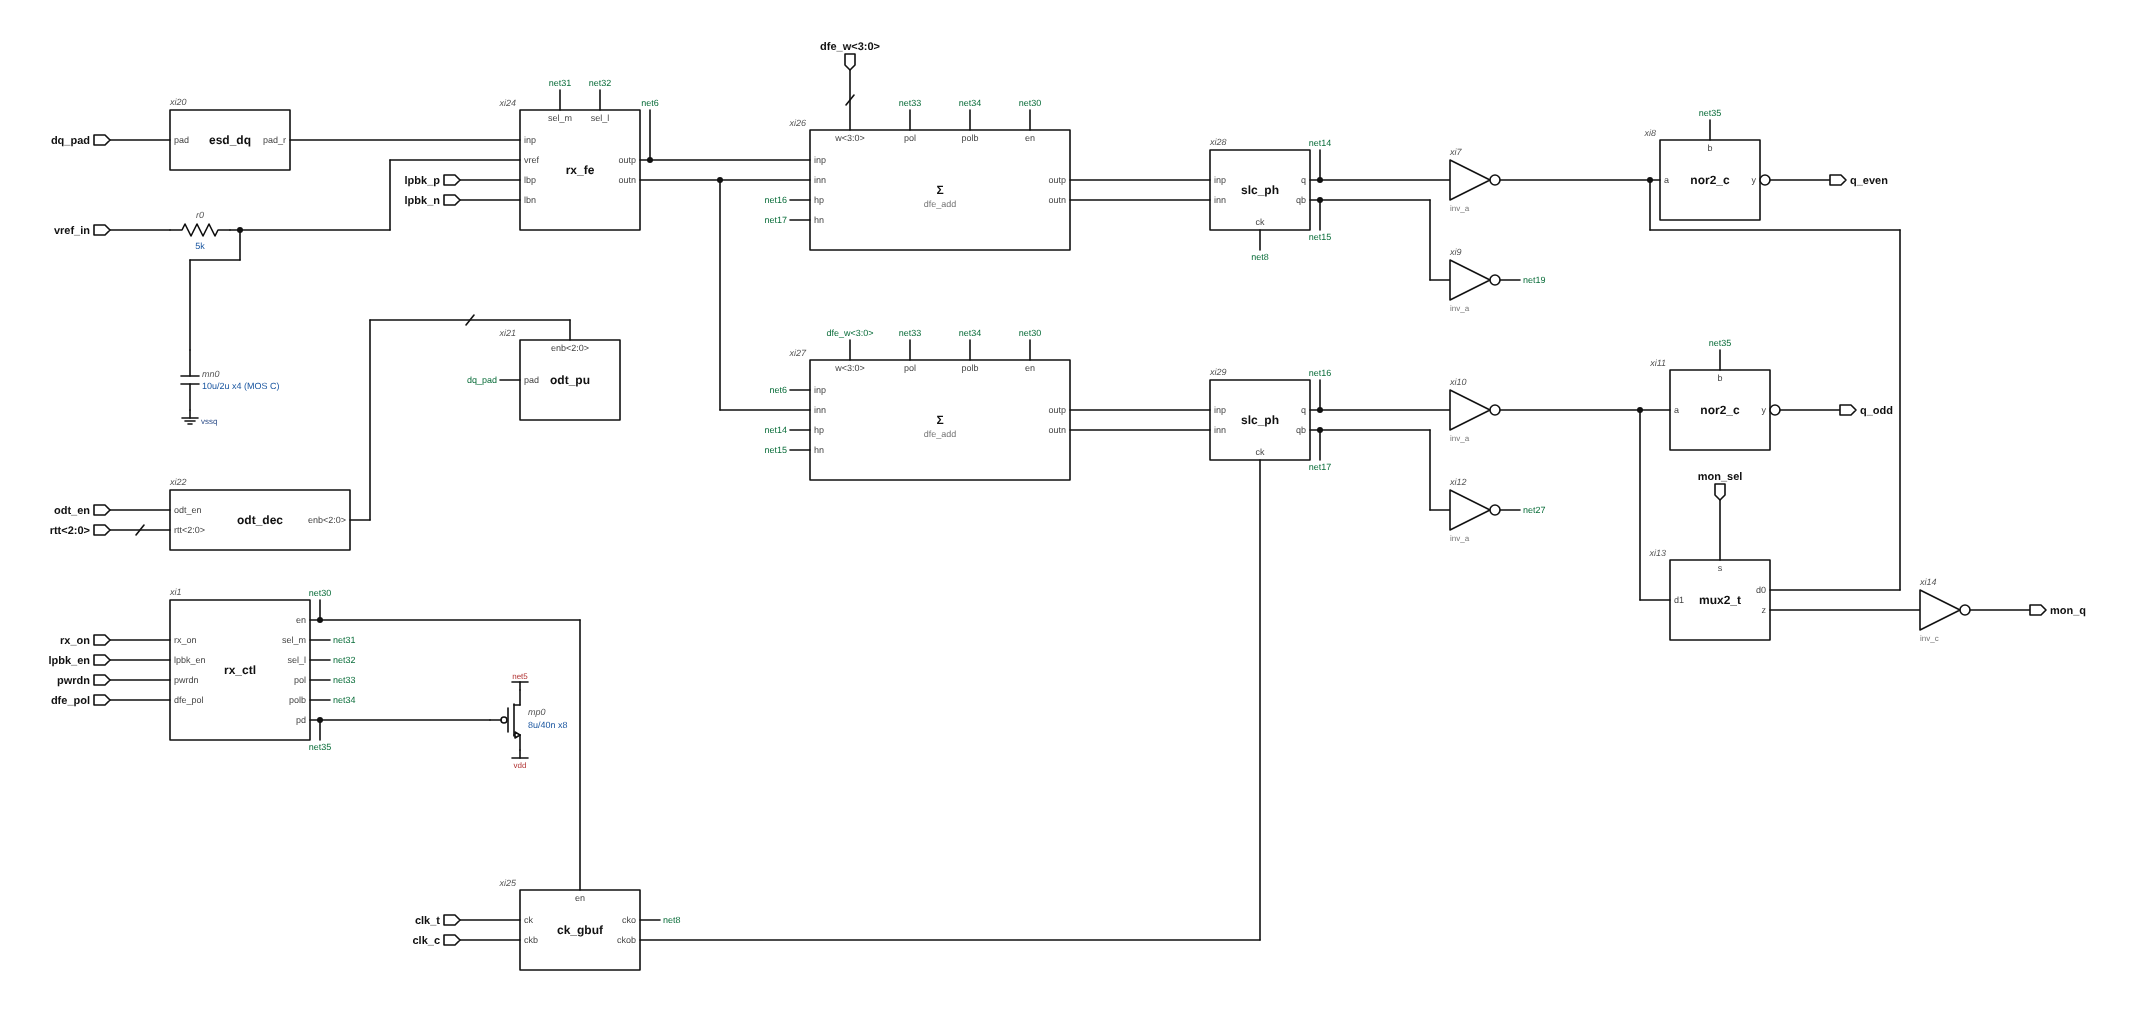 dfe_w<3:0>
xi20
dq_pad
pad
esd_dq
pad_r
vref_in
r0
5k
mn0
10u/2u x4 (MOS C)
vssq
net31
net32
net6
xi24
sel_m
sel_l
inp
vref
lbp
lbn
rx_fe
outp
outn
lpbk_p
lpbk_n
xi26
net33
net34
net30
w<3:0>
pol
polb
en
inp
inn
net16
hp
net17
hn
Σ
dfe_add
outp
outn
xi28
net14
inp
inn
slc_ph
q
qb
ck
net8
net15
xi7
inv_a
xi9
net19
inv_a
xi8
net35
b
a
nor2_c
y
q_even
xi21
enb<2:0>
dq_pad
pad
odt_pu
xi27
dfe_w<3:0>
net33
net34
net30
w<3:0>
pol
polb
en
net6
inp
inn
net14
hp
net15
hn
Σ
dfe_add
outp
outn
xi29
net16
inp
inn
slc_ph
q
qb
ck
net17
xi10
inv_a
xi12
net27
inv_a
xi11
net35
b
a
nor2_c
y
q_odd
mon_sel
xi13
s
d1
mux2_t
d0
z
xi14
inv_c
mon_q
xi22
odt_en
rtt<2:0>
odt_en
rtt<2:0>
odt_dec
enb<2:0>
xi1
net30
rx_on
lpbk_en
pwrdn
dfe_pol
rx_on
lpbk_en
pwrdn
dfe_pol
rx_ctl
en
sel_m
sel_l
pol
polb
pd
net31
net32
net33
net34
net35
net5
mp0
8u/40n x8
vdd
xi25
en
clk_t
clk_c
ck
ckb
ck_gbuf
cko
ckob
net8